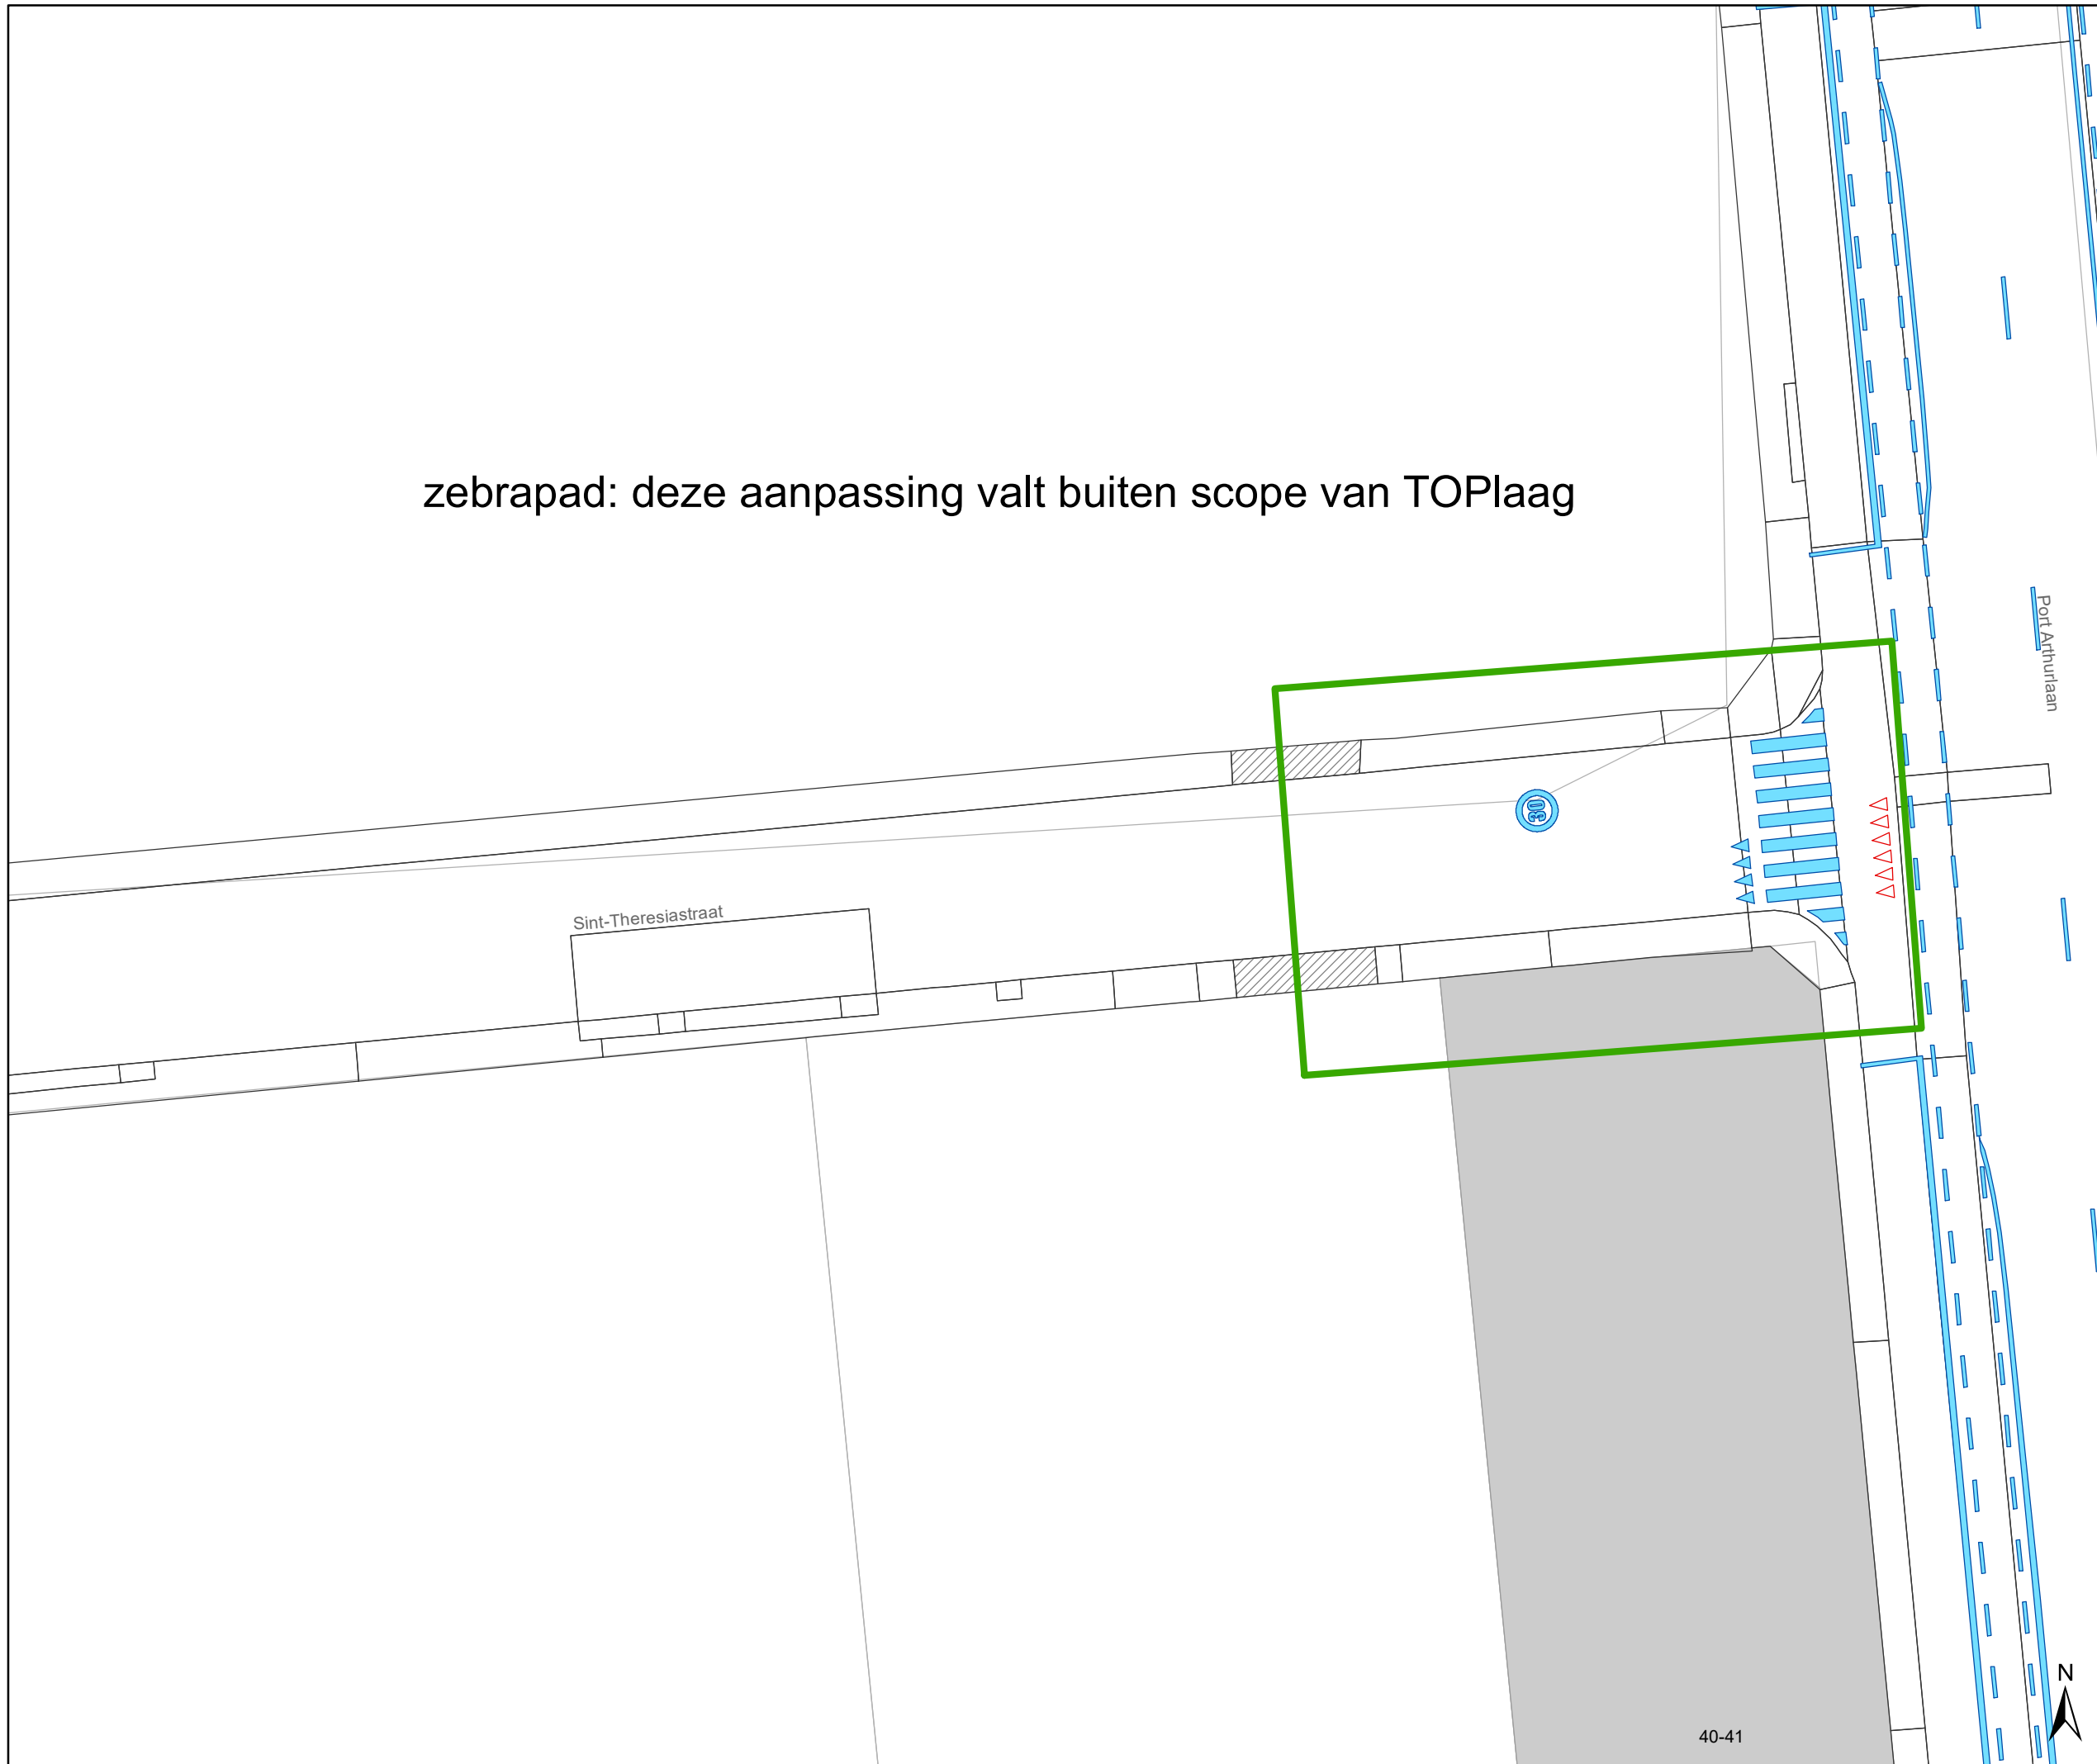 zebrapad: deze aanpassing valt buiten scope van TOPlaag
Port Arthurlaan
30
Sint-Theresiastraat
N
40-41